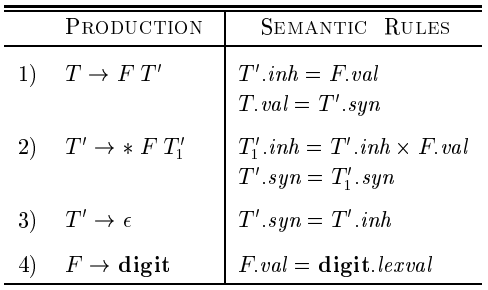 PRODUCTION SEMANTIC RULES
1) T → F T′ T′.inh = F.val
T.val = T′.syn
2) T′ → * F T′₁ T′₁.inh = T′.inh × F.val
T′.syn = T′₁.syn
3) T′ → ϵ T′.syn = T′.inh
4) F → digit F.val = digit.lexval